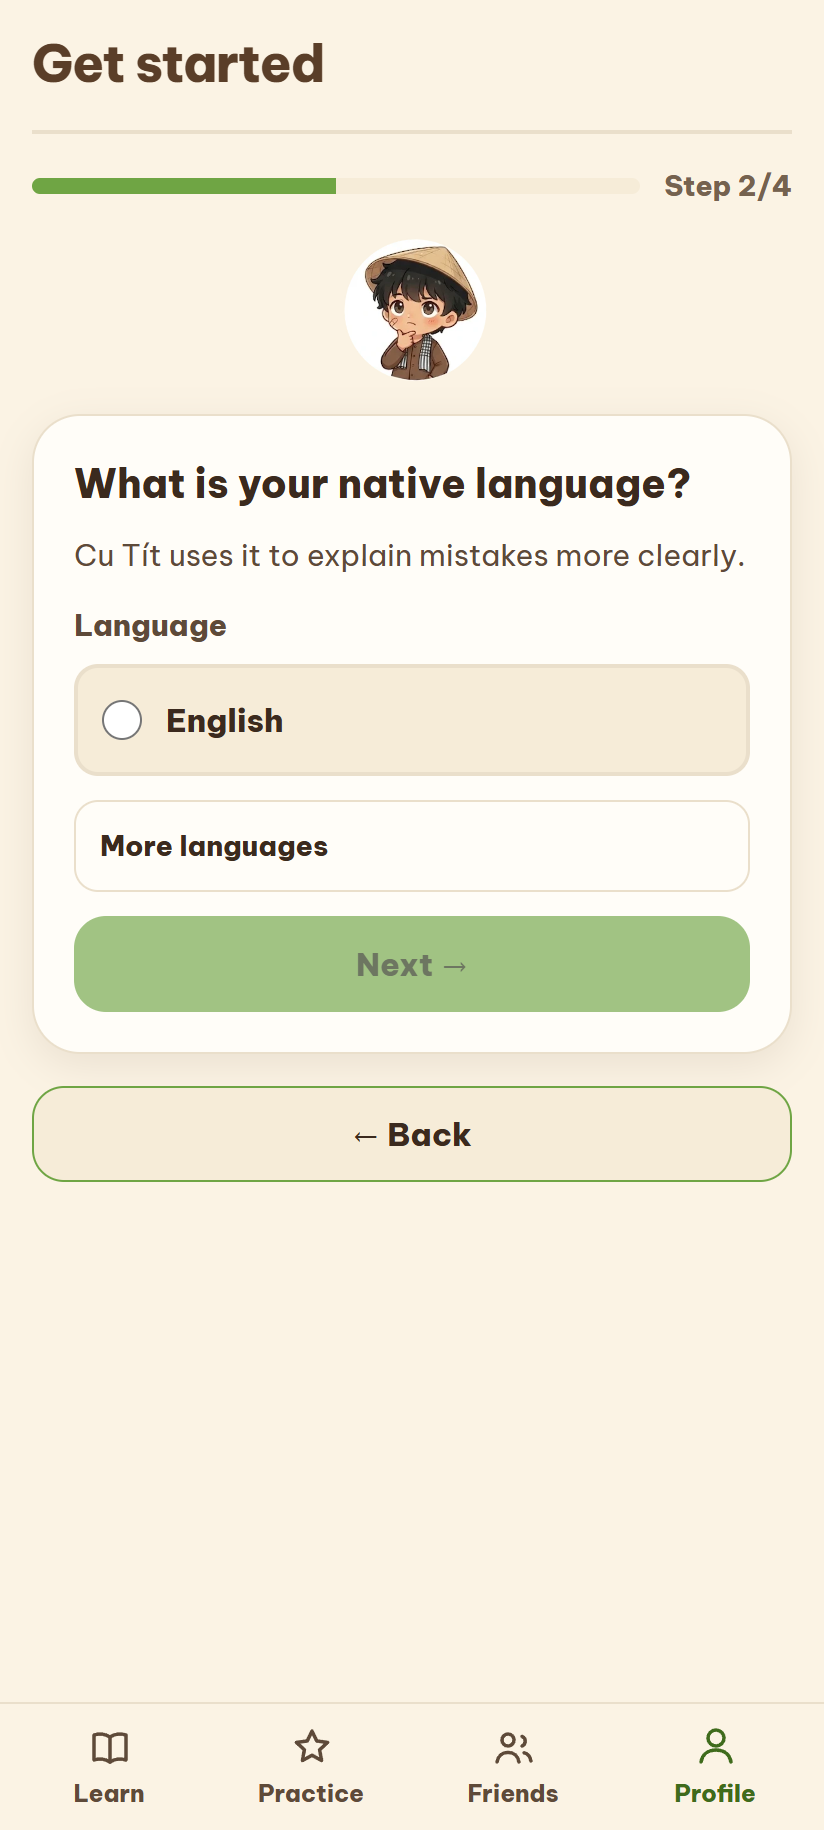 Get started
Step 2/4
What is your native language?
Cu Tít uses it to explain mistakes more clearly.
Language
English
More languages
Next →
← Back
Learn
Practice
Friends
Profile